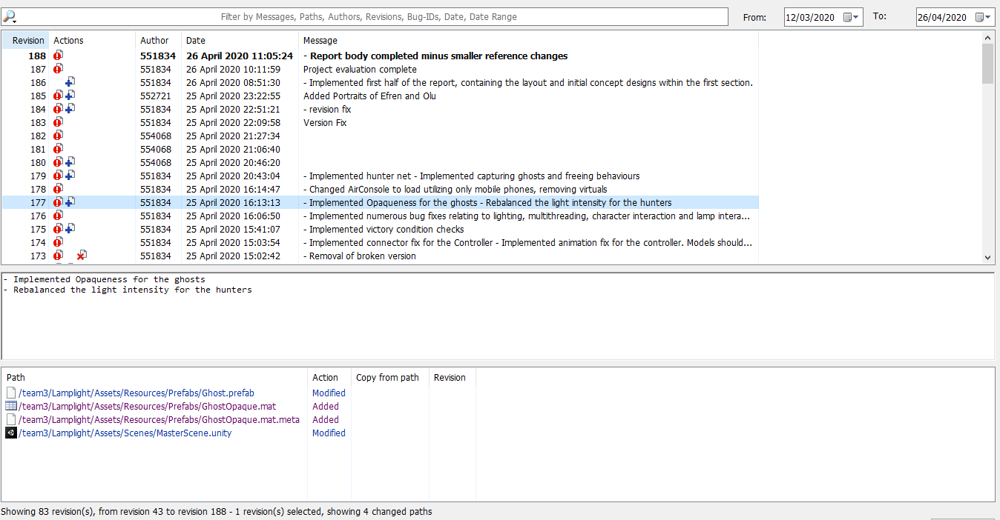 Filter by Messages, Paths, Authors, Revisions, Bug-IDs, Date, Date Range From: 12/03/2020 To: 26/04/2020
Revision Actions Author Date Message
188 551834 26 April 2020 11:05:24 - Report body completed minus smaller reference changes
187 551834 26 April 2020 10:11:59 Project evaluation complete
186 551834 26 April 2020 08:51:30 - Implemented first half of the report, containing the layout and initial concept designs within the first section.
185 552721 25 April 2020 23:22:55 Added Portraits of Efren and Olu
184 551834 25 April 2020 22:51:21 - revision fix
183 551834 25 April 2020 22:09:58 Version Fix
182 554068 25 April 2020 21:27:34
181 554068 25 April 2020 21:06:40
180 554068 25 April 2020 20:46:20
179 551834 25 April 2020 20:43:04 - Implemented hunter net - Implemented capturing ghosts and freeing behaviours
178 551834 25 April 2020 16:14:47 - Changed AirConsole to load utilizing only mobile phones, removing virtuals
177 551834 25 April 2020 16:13:13 - Implemented Opaqueness for the ghosts - Rebalanced the light intensity for the hunters
176 551834 25 April 2020 16:06:50 - Implemented numerous bug fixes relating to lighting, multithreading, character interaction and lamp intera...
175 551834 25 April 2020 15:41:07 - Implemented victory condition checks
174 551834 25 April 2020 15:03:54 - Implemented connector fix for the Controller - Implemented animation fix for the controller. Models should...
173 551834 25 April 2020 15:02:42 - Removal of broken version
- Implemented Opaqueness for the ghosts
- Rebalanced the light intensity for the hunters
Path Action Copy from path Revision
/team3/Lamplight/Assets/Resources/Prefabs/Ghost.prefab Modified
/team3/Lamplight/Assets/Resources/Prefabs/GhostOpaque.mat Added
/team3/Lamplight/Assets/Resources/Prefabs/GhostOpaque.mat.meta Added
/team3/Lamplight/Assets/Scenes/MasterScene.unity Modified
Showing 83 revision(s), from revision 43 to revision 188 - 1 revision(s) selected, showing 4 changed paths